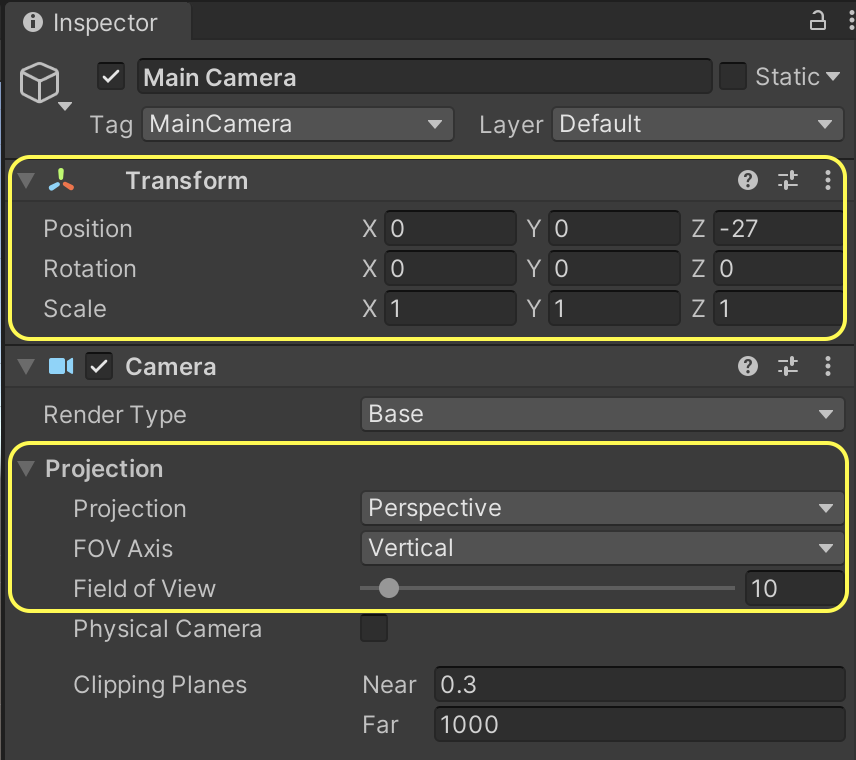 Inspector
Main Camera Static
Tag MainCamera Layer Default
Transform
Position X 0 Y 0 Z -27
Rotation X 0 Y 0 Z 0
Scale X 1 Y 1 Z 1
Camera
Render Type Base
Projection
Projection Perspective
FOV Axis Vertical
Field of View 10
Physical Camera
Clipping Planes Near 0.3
Far 1000